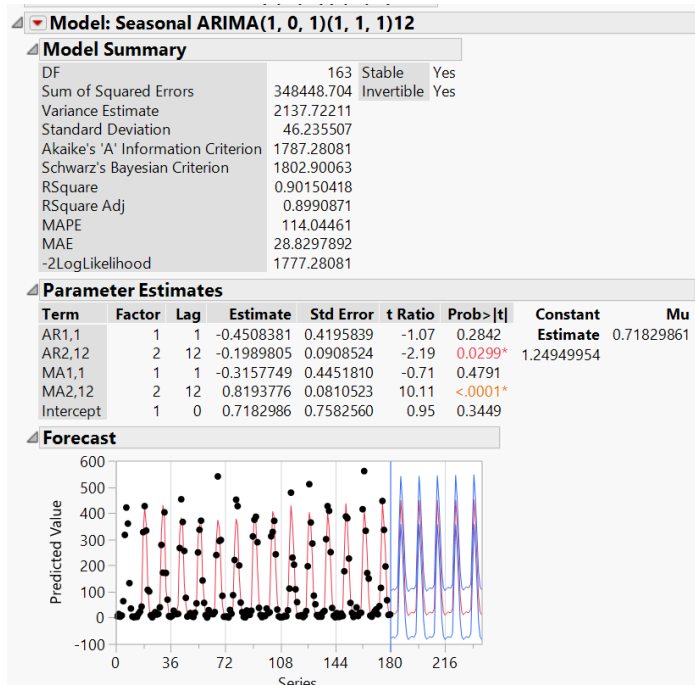 Model: Seasonal ARIMA(1, 0, 1)(1, 1, 1)12
Model Summary
DF 163 Stable Yes
Sum of Squared Errors 348448.704 Invertible Yes
Variance Estimate 2137.72211
Standard Deviation 46.235507
Akaike's 'A' Information Criterion 1787.28081
Schwarz's Bayesian Criterion 1802.90063
RSquare 0.90150418
RSquare Adj 0.8990871
MAPE 114.04461
MAE 28.8297892
-2LogLikelihood 1777.28081
Parameter Estimates
Term Factor Lag Estimate Std Error t Ratio Prob>|t| Constant Mu
AR1,1 1 1 -0.4508381 0.4195839 -1.07 0.2842 Estimate 0.71829861
AR2,12 2 12 -0.1989805 0.0908524 -2.19 0.0299* 1.24949954
MA1,1 1 1 -0.3157749 0.4451810 -0.71 0.4791
MA2,12 2 12 0.8193776 0.0810523 10.11 <.0001*
Intercept 1 0 0.7182986 0.7582560 0.95 0.3449
Forecast
Predicted Value
600
500
400
300
200
100
0
-100
0 36 72 108 144 180 216
Series